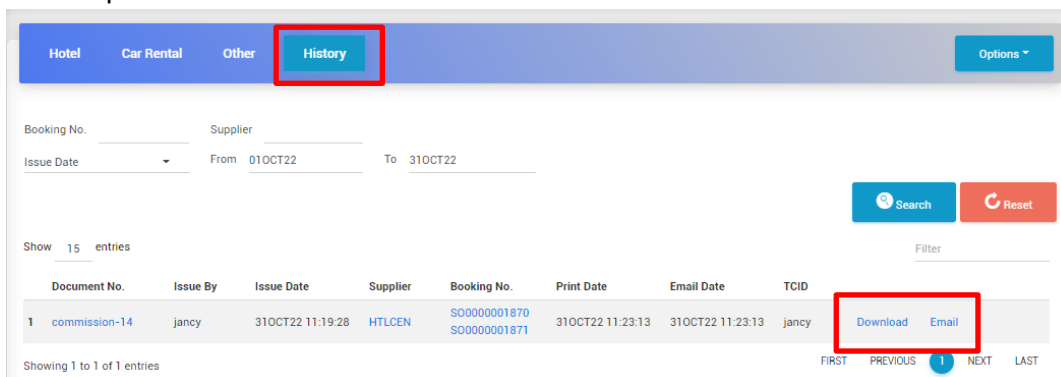 Hotel Car Rental Other History Options
Booking No. Supplier
Issue Date From 01OCT22 To 31OCT22
Search Reset
Show 15 entries Filter
Document No. Issue By Issue Date Supplier Booking No. Print Date Email Date TCID
1 commission-14 jancy 31OCT22 11:19:28 HTLCEN SO0000001870 31OCT22 11:23:13 31OCT22 11:23:13 jancy Download Email
SO0000001871
Showing 1 to 1 of 1 entries FIRST PREVIOUS 1 NEXT LAST